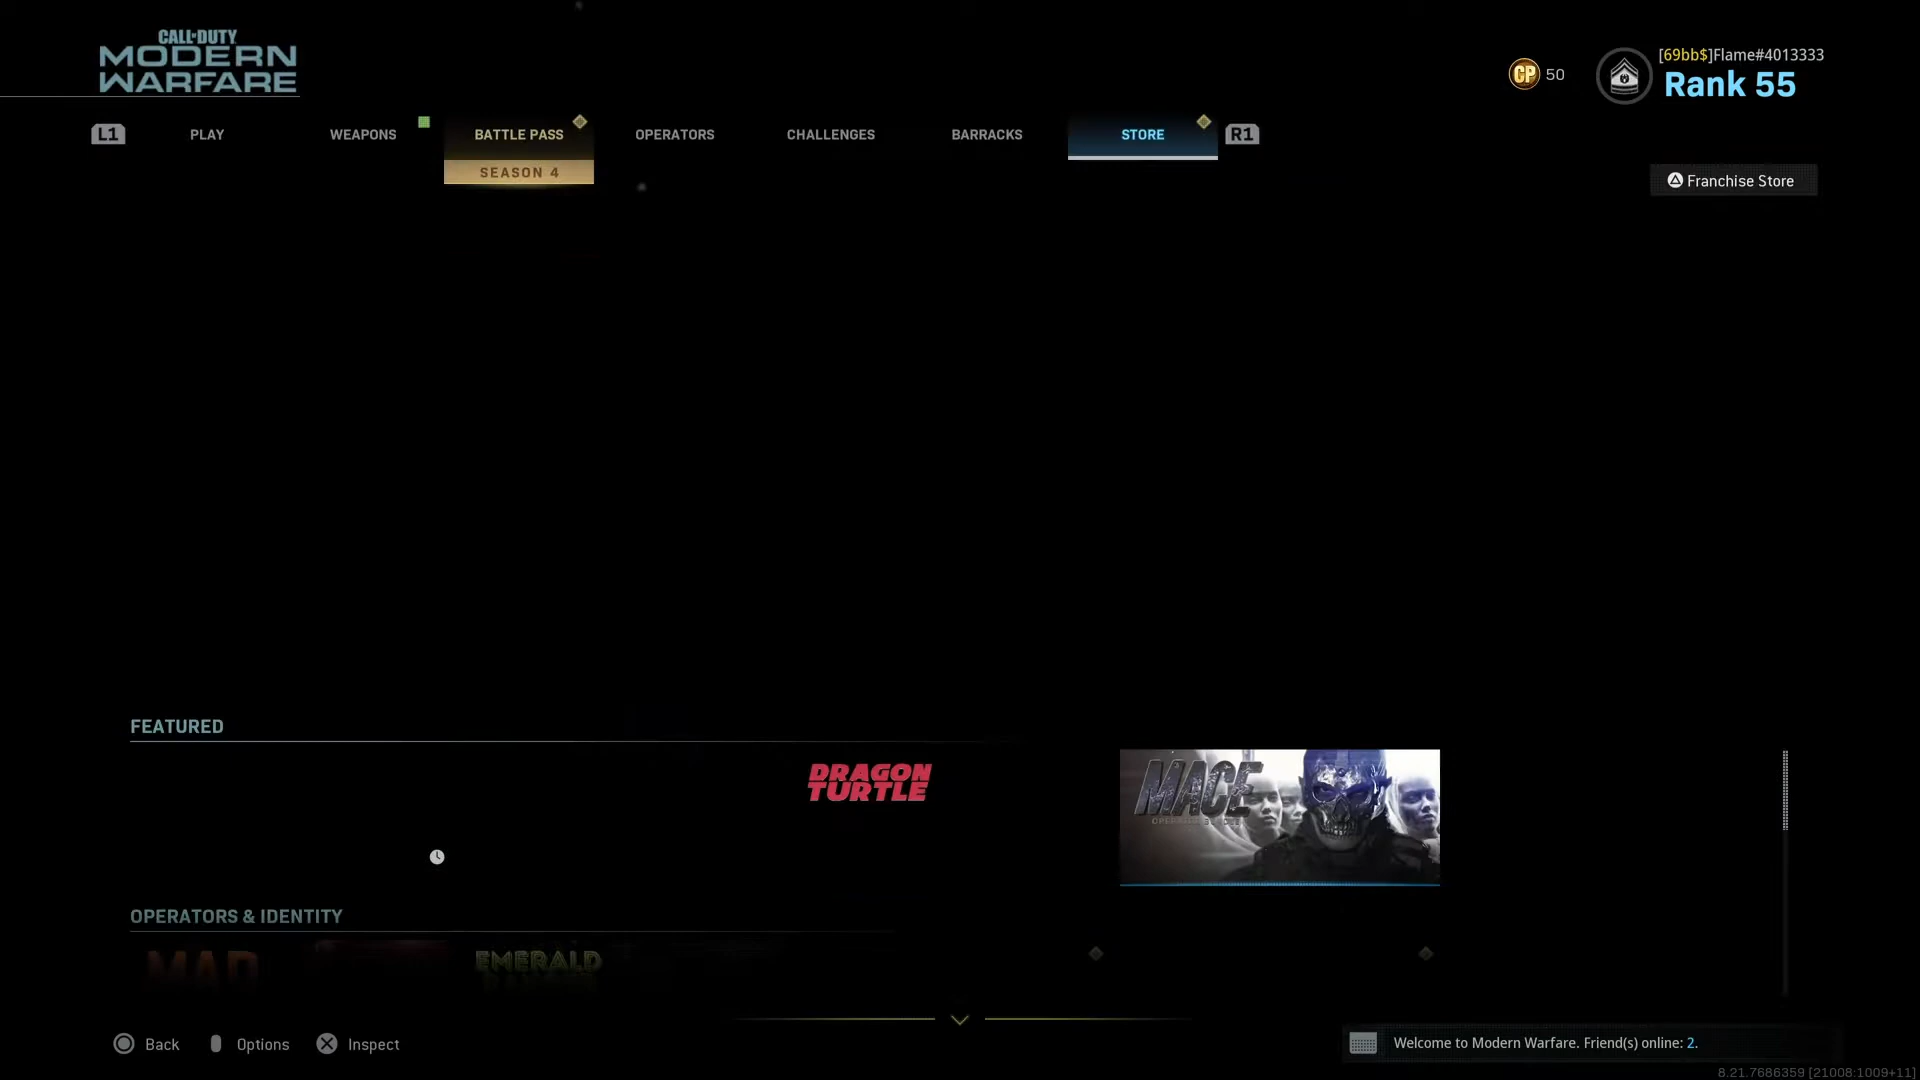 CALL OF DUTY
MODERN
WARFARE
CP 50
[69bb$]Flame#4013333
Rank 55
L1 PLAY WEAPONS BATTLE PASS OPERATORS CHALLENGES BARRACKS STORE R1
SEASON 4
Franchise Store
FEATURED
DRAGON
TURTLE
MACE
OPERATORS & IDENTITY
MAD
EMERALD
Back Options Inspect
Welcome to Modern Warfare. Friend(s) online: 2.
8.21.7686359 [21008:1009+11]